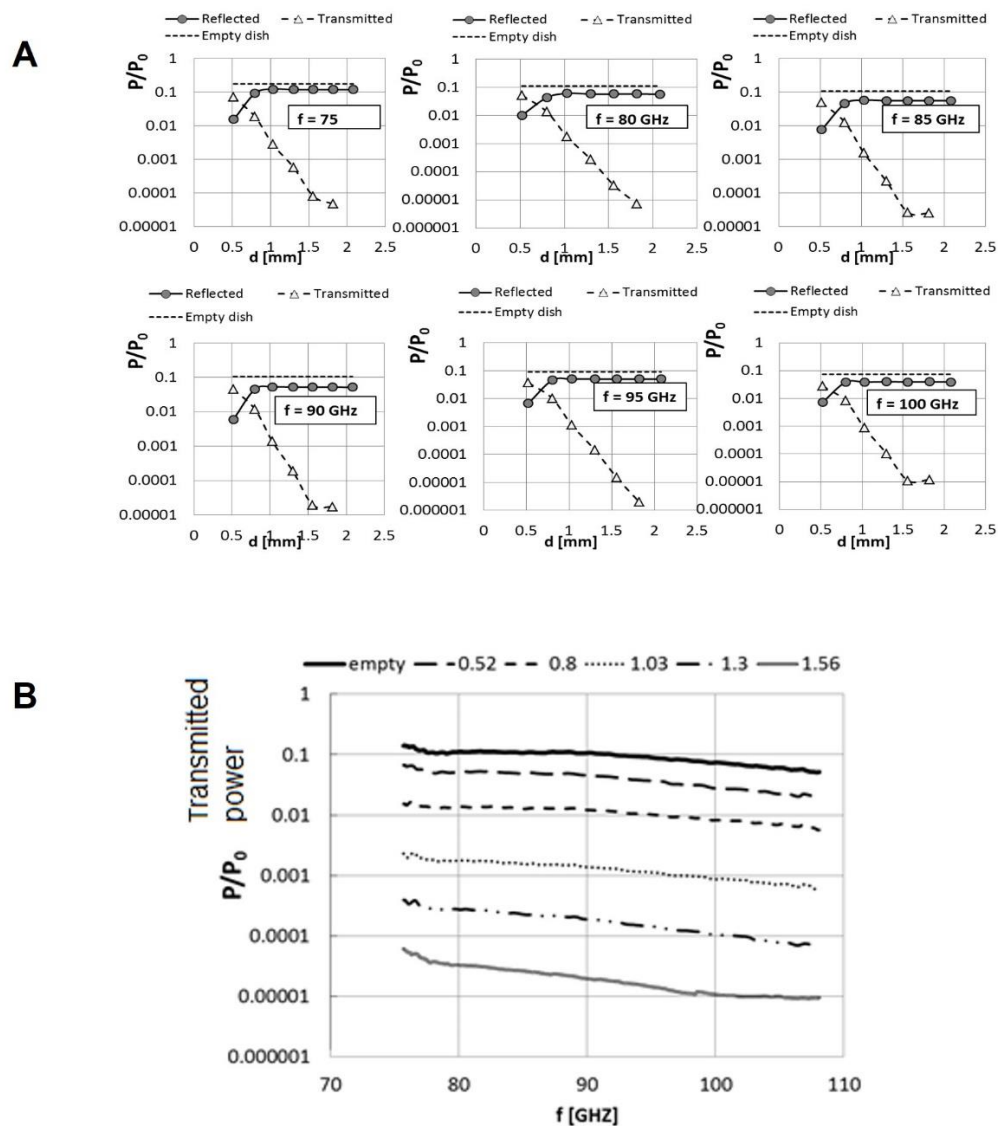 A
Reflected Transmitted
Empty dish
P/P0
1
0.1
0.01
0.001
0.0001
0.00001
f = 75
0 0.5 1 1.5 2 2.5
d [mm]
Reflected Transmitted
Empty dish
P/P0
1
0.1
0.01
0.001
0.0001
0.00001
0.000001
f = 80 GHz
0 0.5 1 1.5 2 2.5
d [mm]
Reflected Transmitted
Empty dish
P/P0
1
0.1
0.01
0.001
0.0001
0.00001
f = 85 GHz
0 0.5 1 1.5 2 2.5
d [mm]
Reflected Transmitted
Empty dish
P/P0
1
0.1
0.01
0.001
0.0001
0.00001
f = 90 GHz
0 0.5 1 1.5 2 2.5
d [mm]
Reflected Transmitted
Empty dish
P/P0
1
0.1
0.01
0.001
0.0001
0.00001
0.000001
f = 95 GHz
0 0.5 1 1.5 2 2.5
d [mm]
Reflected Transmitted
Empty dish
P/P0
1
0.1
0.01
0.001
0.0001
0.00001
0.000001
f = 100 GHz
0 0.5 1 1.5 2 2.5
d [mm]
B
empty 0.52 0.8 1.03 1.3 1.56
Transmitted
power
P/P0
1
0.1
0.01
0.001
0.0001
0.00001
0.000001
70 80 90 100 110
f [GHZ]